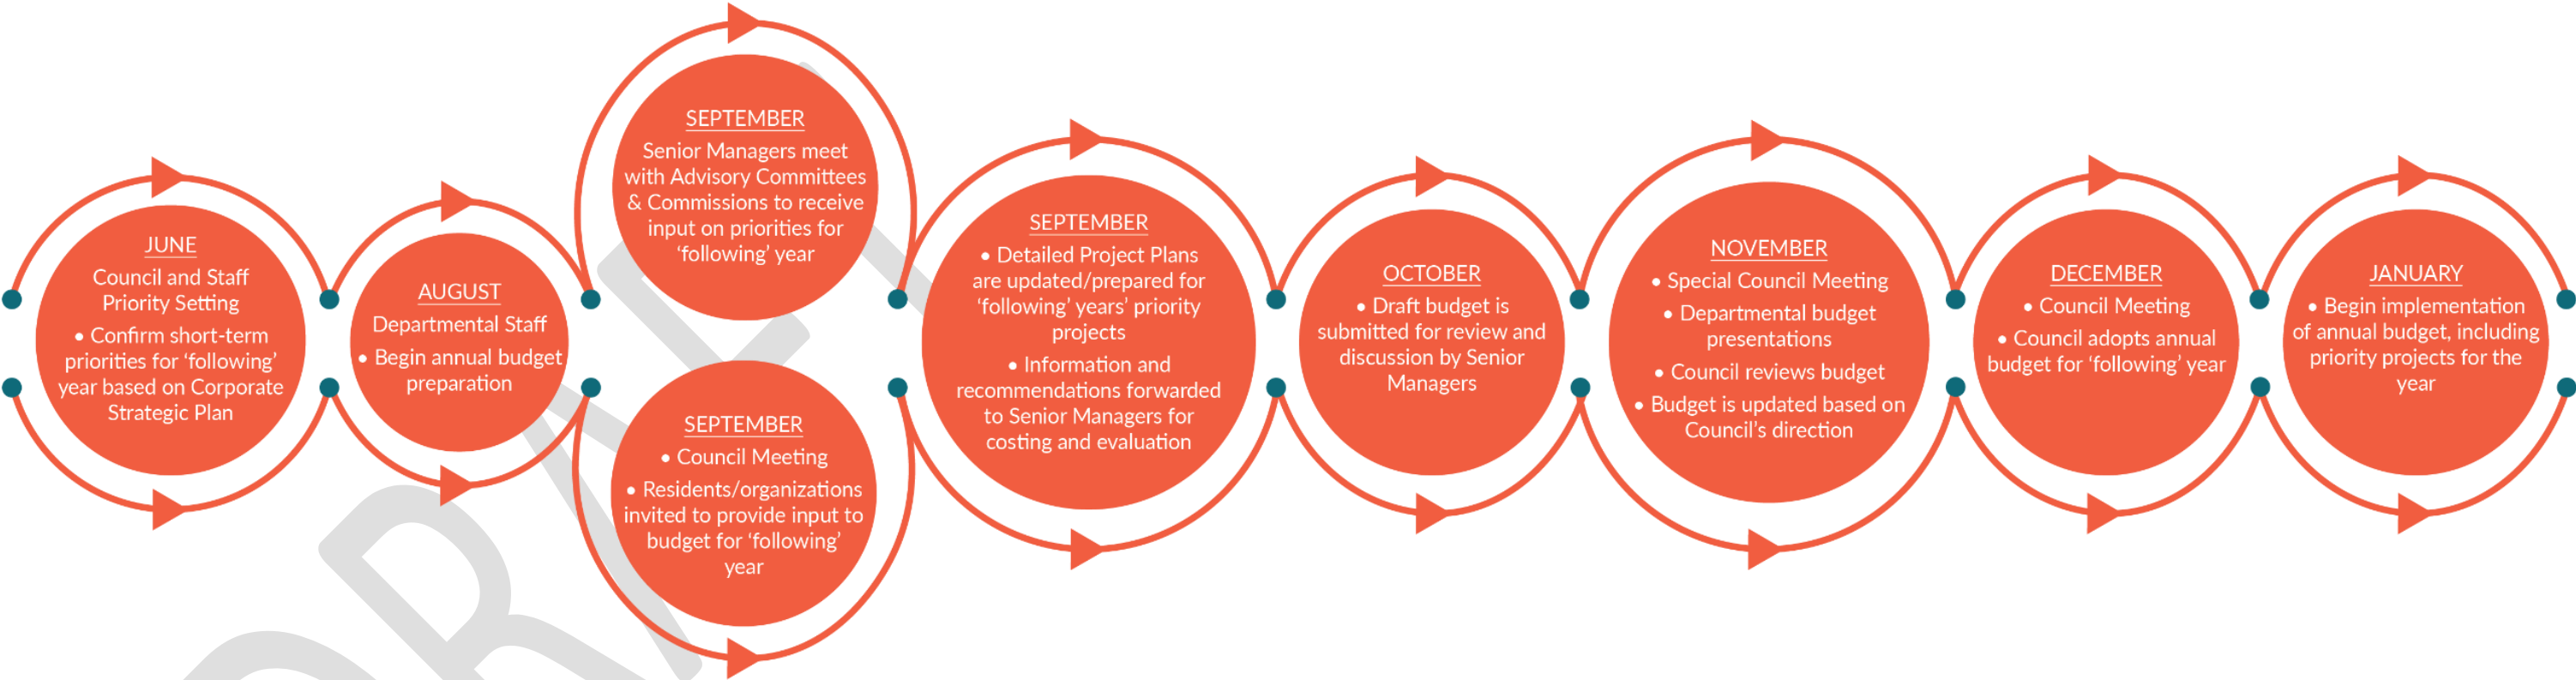 JUNE
Council and Staff
Priority Setting
• Confirm short-term
priorities for ‘following’
year based on Corporate
Strategic Plan
AUGUST
Departmental Staff
• Begin annual budget
preparation
SEPTEMBER
Senior Managers meet
with Advisory Committees
& Commissions to receive
input on priorities for
‘following’ year
SEPTEMBER
• Council Meeting
• Residents/organizations
invited to provide input to
budget for ‘following’
year
SEPTEMBER
• Detailed Project Plans
are updated/prepared for
‘following’ years’ priority
projects
• Information and
recommendations forwarded
to Senior Managers for
costing and evaluation
OCTOBER
• Draft budget is
submitted for review and
discussion by Senior
Managers
NOVEMBER
• Special Council Meeting
• Departmental budget
presentations
• Council reviews budget
• Budget is updated based on
Council’s direction
DECEMBER
• Council Meeting
• Council adopts annual
budget for ‘following’ year
JANUARY
• Begin implementation
of annual budget, including
priority projects for the
year